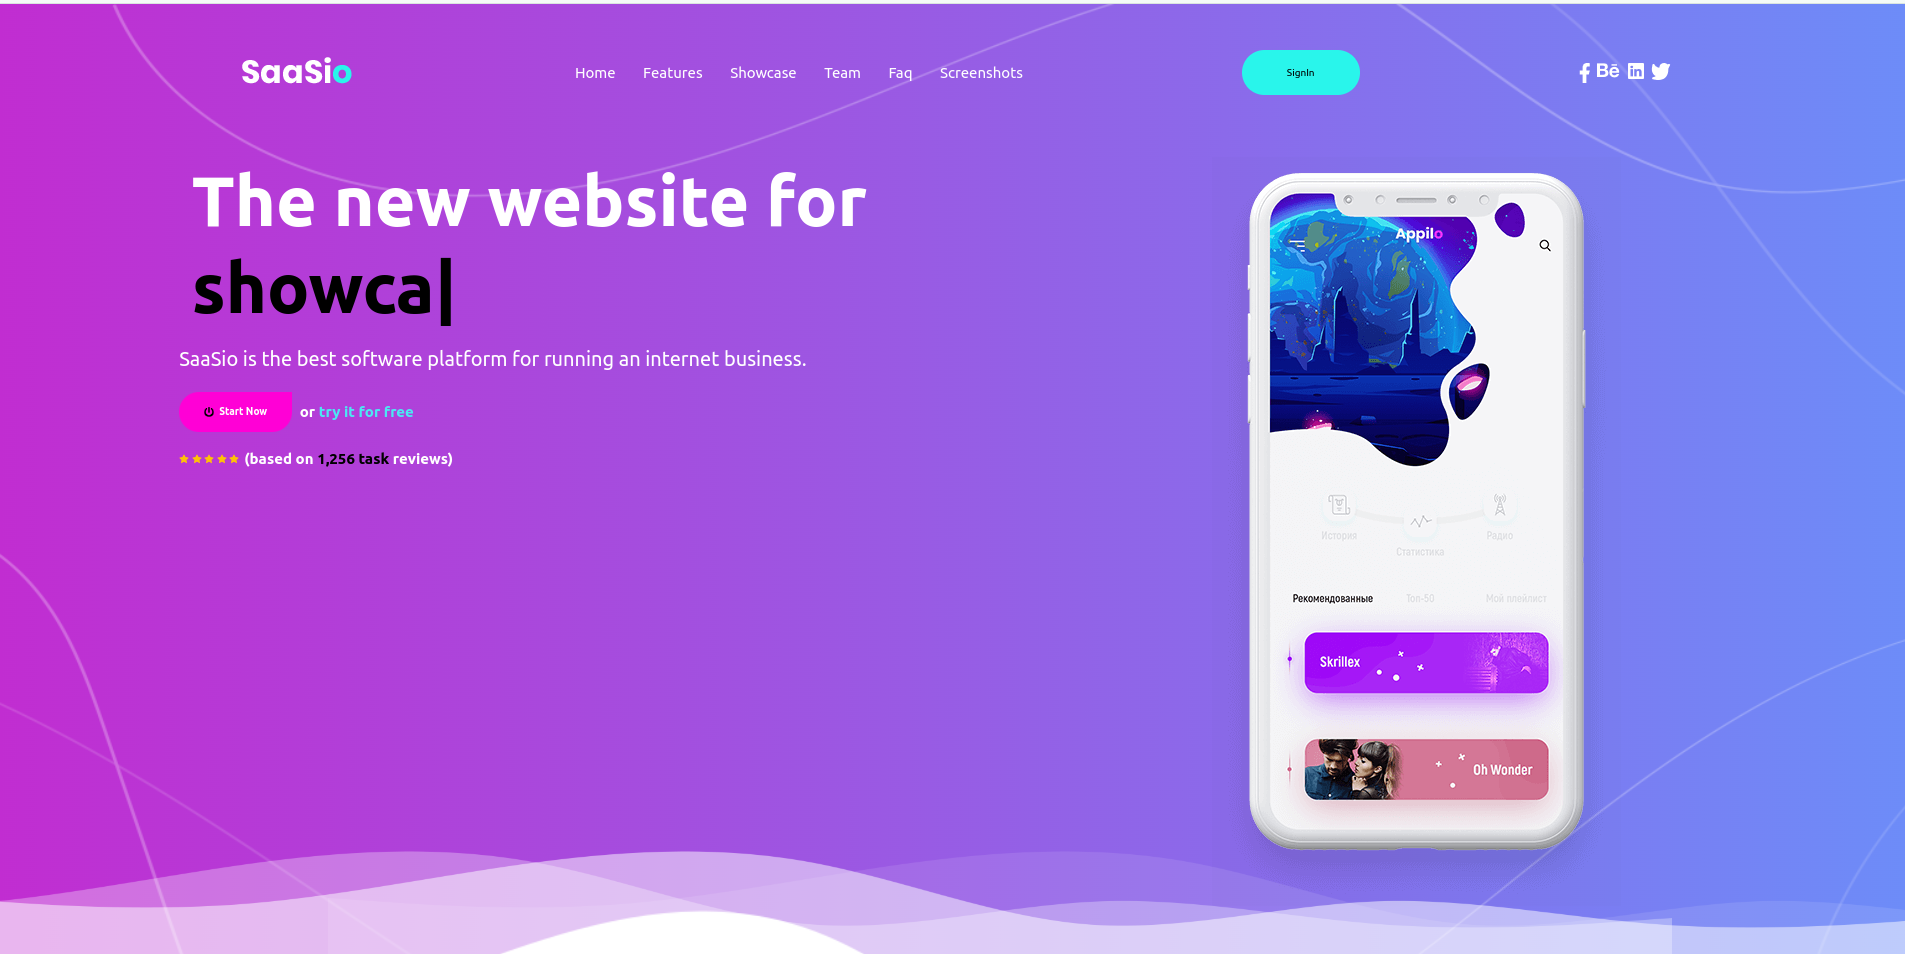 SaaSio
Home Features Showcase Team Faq Screenshots
SignIn
Bē in
The new website for
showca|
SaaSio is the best software platform for running an internet business.
Start Now or try it for free
(based on 1,256 task reviews)
Appilo
История
Статистика
Радио
Рекомендованные Топ-50 Мой плейлист
Skrillex
Oh Wonder